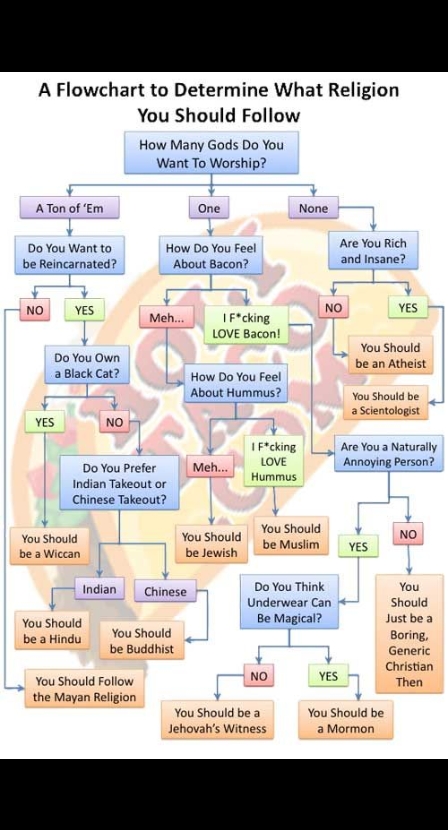 A Flowchart to Determine What Religion
You Should Follow
How Many Gods Do You
Want To Worship?
A Ton of 'Em
One
None
Do You Want to
be Reincarnated?
How Do You Feel
About Bacon?
Are You Rich
and Insane?
NO
YES
Meh...
I F*cking
LOVE Bacon!
NO
YES
You Should
be an Atheist
Do You Own
a Black Cat?
How Do You Feel
About Hummus?
You Should be
a Scientologist
YES
NO
Meh...
I F*cking
LOVE
Hummus
Are You a Naturally
Annoying Person?
Do You Prefer
Indian Takeout or
Chinese Takeout?
You Should
be a Wiccan
You Should
be Jewish
You Should
be Muslim
YES
NO
Indian
Chinese
Do You Think
Underwear Can
Be Magical?
You
Should
Just be a
Boring,
Generic
Christian
Then
You Should
be a Hindu
You Should
be Buddhist
NO
YES
You Should Follow
the Mayan Religion
You Should be a
Jehovah's Witness
You Should be
a Mormon
HOLY
TACO
.COM